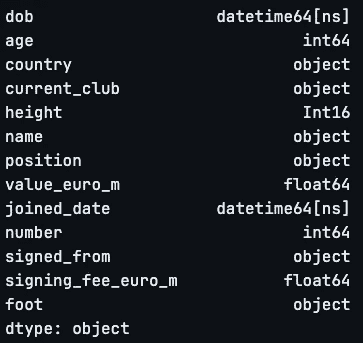 dob datetime64[ns]
age int64
country object
current_club object
height Int16
name object
position object
value_euro_m float64
joined_date datetime64[ns]
number int64
signed_from object
signing_fee_euro_m float64
foot object
dtype: object